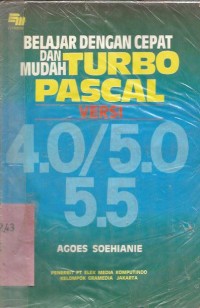 BELAJAR DENGAN CEPAT
DAN
MUDAH TURBO
PASCAL
VERSI
4.0/5.0
5.5
AGOES SOEHIANIE
PENERBIT PT ELEX MEDIA KOMPUTINDO
KELOMPOK GRAMEDIA JAKARTA